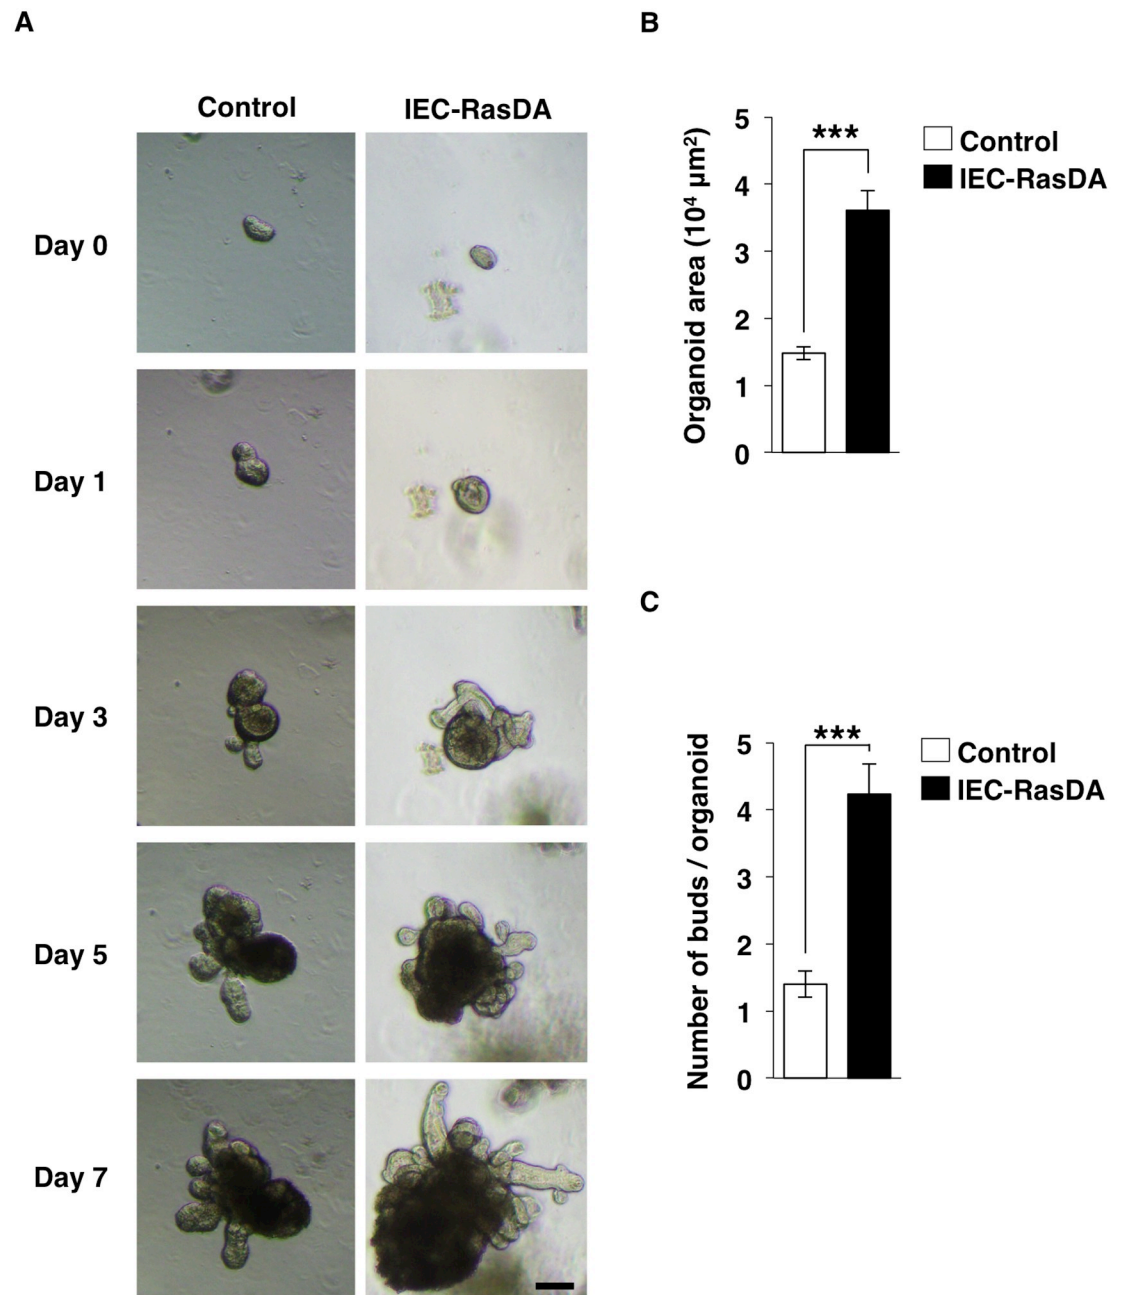 A
Control IEC-RasDA
Day 0
Day 1
Day 3
Day 5
Day 7
B
Organoid area (10⁴ μm²)
5
4
3
2
1
0
***
Control
IEC-RasDA
C
Number of buds / organoid
5
4
3
2
1
0
***
Control
IEC-RasDA